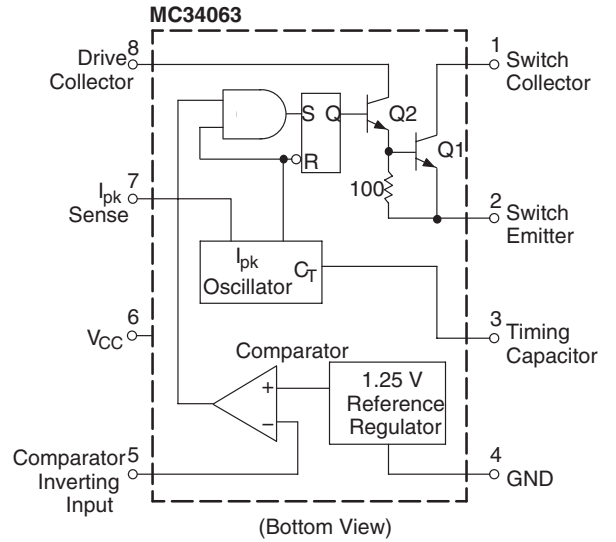 MC34063
8
Drive
Collector
1
Switch
Collector
S Q
Q2
R
Q1
100
7
Ipk
Sense
2
Switch
Emitter
Ipk
CT
Oscillator
6
VCC
3
Timing
Capacitor
Comparator
+
−
1.25 V
Reference
Regulator
5
Comparator
Inverting
Input
4
GND
(Bottom View)